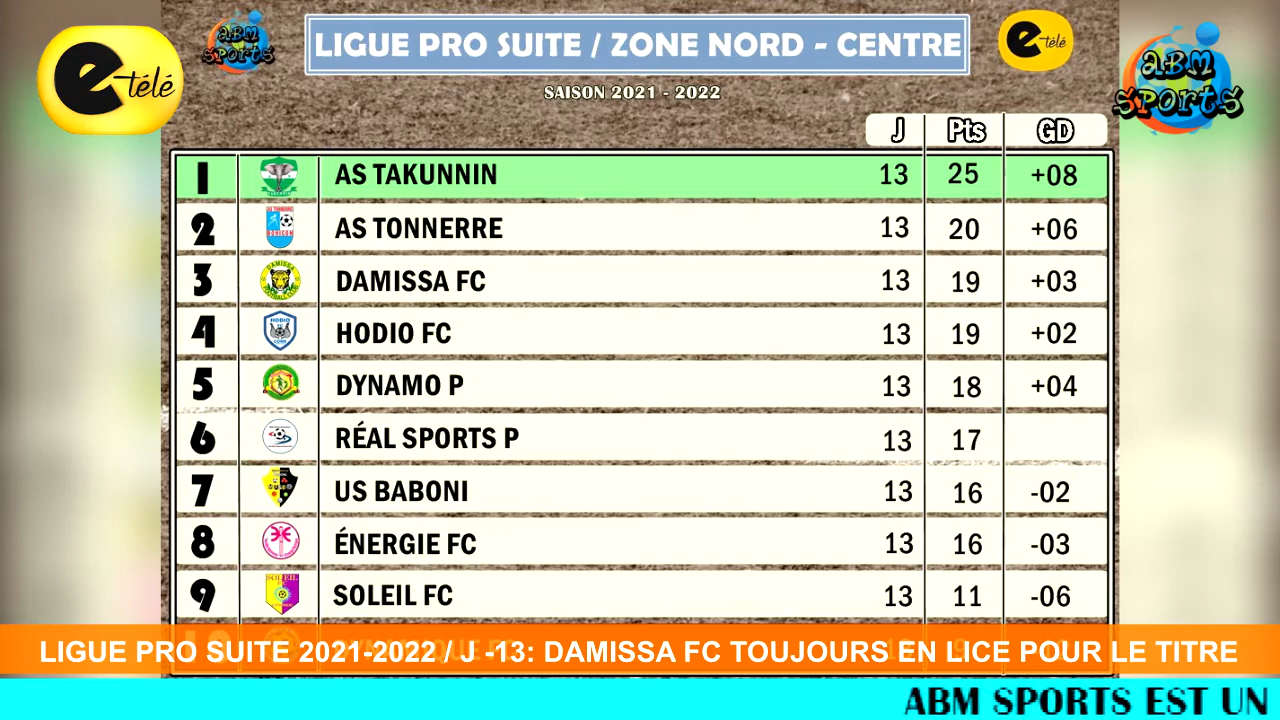 e télé
ABM SPORTS
LIGUE PRO SUITE / ZONE NORD - CENTRE
e télé
ABM SPORTS
SAISON 2021 - 2022
J Pts GD
1 AS TAKUNNIN 13 25 +08
2 AS TONNERRE 13 20 +06
3 DAMISSA FC 13 19 +03
4 HODIO FC 13 19 +02
5 DYNAMO P 13 18 +04
6 RÉAL SPORTS P 13 17
7 US BABONI 13 16 -02
8 ÉNERGIE FC 13 16 -03
9 SOLEIL FC 13 11 -06
LIGUE PRO SUITE 2021-2022 / J -13: DAMISSA FC TOUJOURS EN LICE POUR LE TITRE
ABM SPORTS EST UN